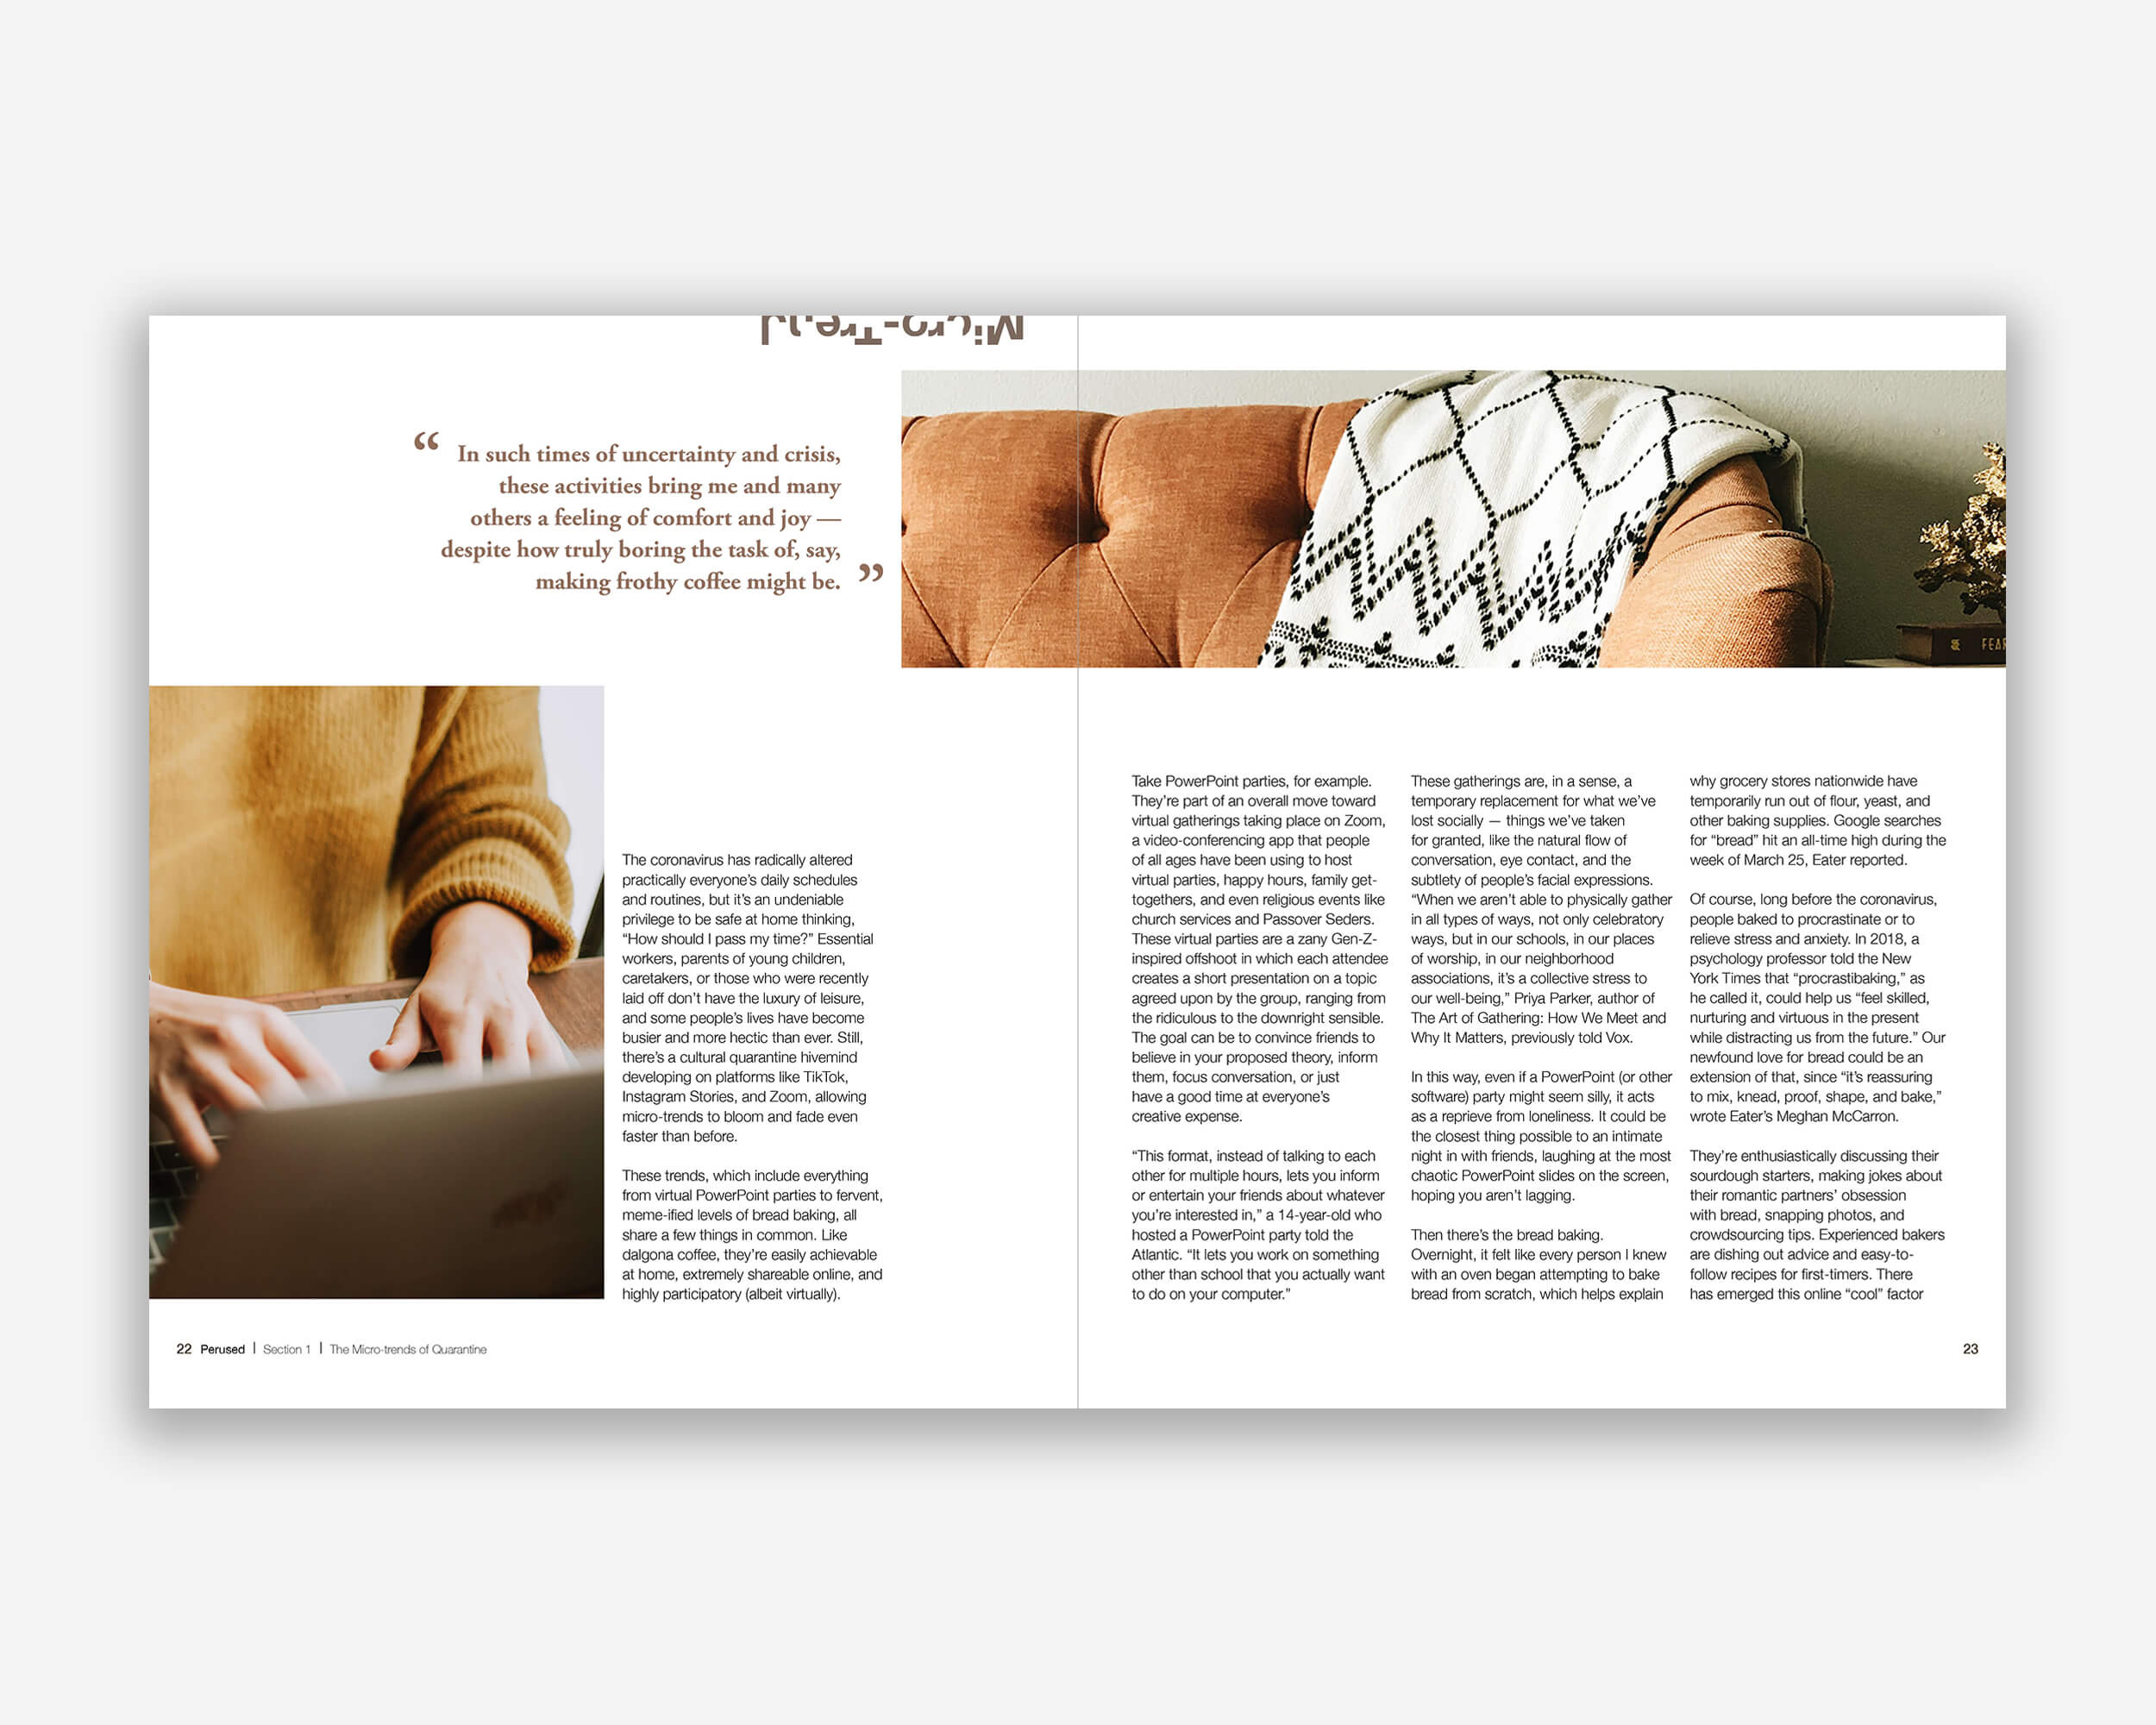 Micro-Trend
“ In such times of uncertainty and crisis,
these activities bring me and many
others a feeling of comfort and joy —
despite how truly boring the task of, say,
making frothy coffee might be. ”
The coronavirus has radically altered
practically everyone’s daily schedules
and routines, but it’s an undeniable
privilege to be safe at home thinking,
“How should I pass my time?” Essential
workers, parents of young children,
caretakers, or those who were recently
laid off don’t have the luxury of leisure,
and some people’s lives have become
busier and more hectic than ever. Still,
there’s a cultural quarantine hivemind
developing on platforms like TikTok,
Instagram Stories, and Zoom, allowing
micro-trends to bloom and fade even
faster than before.
These trends, which include everything
from virtual PowerPoint parties to fervent,
meme-ified levels of bread baking, all
share a few things in common. Like
dalgona coffee, they’re easily achievable
at home, extremely shareable online, and
highly participatory (albeit virtually).
22 Perused | Section 1 | The Micro-trends of Quarantine
Take PowerPoint parties, for example.
They’re part of an overall move toward
virtual gatherings taking place on Zoom,
a video-conferencing app that people
of all ages have been using to host
virtual parties, happy hours, family get-
togethers, and even religious events like
church services and Passover Seders.
These virtual parties are a zany Gen-Z-
inspired offshoot in which each attendee
creates a short presentation on a topic
agreed upon by the group, ranging from
the ridiculous to the downright sensible.
The goal can be to convince friends to
believe in your proposed theory, inform
them, focus conversation, or just
have a good time at everyone’s
creative expense.
“This format, instead of talking to each
other for multiple hours, lets you inform
or entertain your friends about whatever
you’re interested in,” a 14-year-old who
hosted a PowerPoint party told the
Atlantic. “It lets you work on something
other than school that you actually want
to do on your computer.”
These gatherings are, in a sense, a
temporary replacement for what we’ve
lost socially — things we’ve taken
for granted, like the natural flow of
conversation, eye contact, and the
subtlety of people’s facial expressions.
“When we aren’t able to physically gather
in all types of ways, not only celebratory
ways, but in our schools, in our places
of worship, in our neighborhood
associations, it’s a collective stress to
our well-being,” Priya Parker, author of
The Art of Gathering: How We Meet and
Why It Matters, previously told Vox.
In this way, even if a PowerPoint (or other
software) party might seem silly, it acts
as a reprieve from loneliness. It could be
the closest thing possible to an intimate
night in with friends, laughing at the most
chaotic PowerPoint slides on the screen,
hoping you aren’t lagging.
Then there’s the bread baking.
Overnight, it felt like every person I knew
with an oven began attempting to bake
bread from scratch, which helps explain
why grocery stores nationwide have
temporarily run out of flour, yeast, and
other baking supplies. Google searches
for “bread” hit an all-time high during the
week of March 25, Eater reported.
Of course, long before the coronavirus,
people baked to procrastinate or to
relieve stress and anxiety. In 2018, a
psychology professor told the New
York Times that “procrastibaking,” as
he called it, could help us “feel skilled,
nurturing and virtuous in the present
while distracting us from the future.” Our
newfound love for bread could be an
extension of that, since “it’s reassuring
to mix, knead, proof, shape, and bake,”
wrote Eater’s Meghan McCarron.
They’re enthusiastically discussing their
sourdough starters, making jokes about
their romantic partners’ obsession
with bread, snapping photos, and
crowdsourcing tips. Experienced bakers
are dishing out advice and easy-to-
follow recipes for first-timers. There
has emerged this online “cool” factor
23